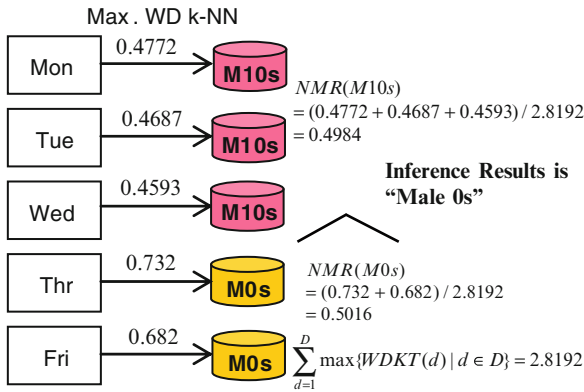 Max. WD k-NN
Mon
0.4772
M10s
NMR(M10s)
= (0.4772 + 0.4687 + 0.4593) / 2.8192
= 0.4984
Tue
0.4687
M10s
Inference Results is
“Male 0s”
Wed
0.4593
M10s
Thr
0.732
M0s
NMR(M0s)
= (0.732 + 0.682) / 2.8192
= 0.5016
Fri
0.682
M0s
∑_{d=1}^{D} max{WDKT(d) | d ∈ D} = 2.8192